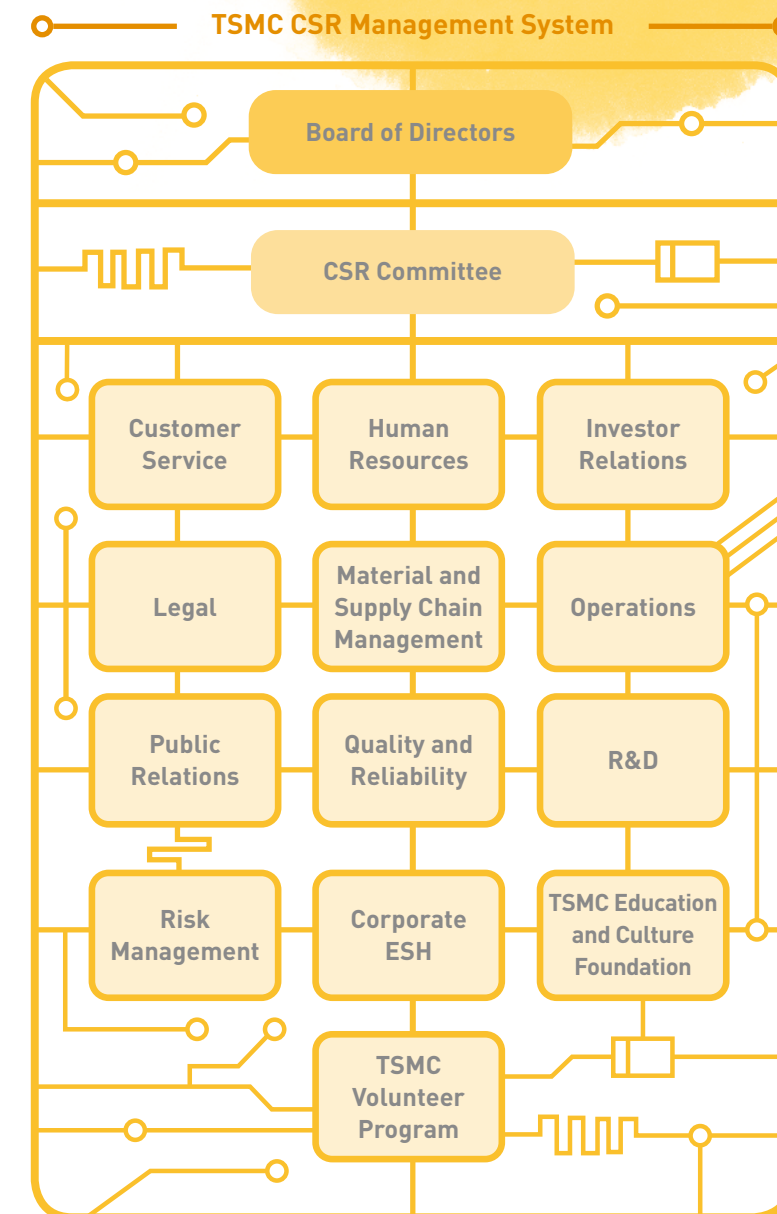 TSMC CSR Management System
Board of Directors
CSR Committee
Customer
Service
Human
Resources
Investor
Relations
Legal
Material and
Supply Chain
Management
Operations
Public
Relations
Quality and
Reliability
R&D
Risk
Management
Corporate
ESH
TSMC Education
and Culture
Foundation
TSMC
Volunteer
Program